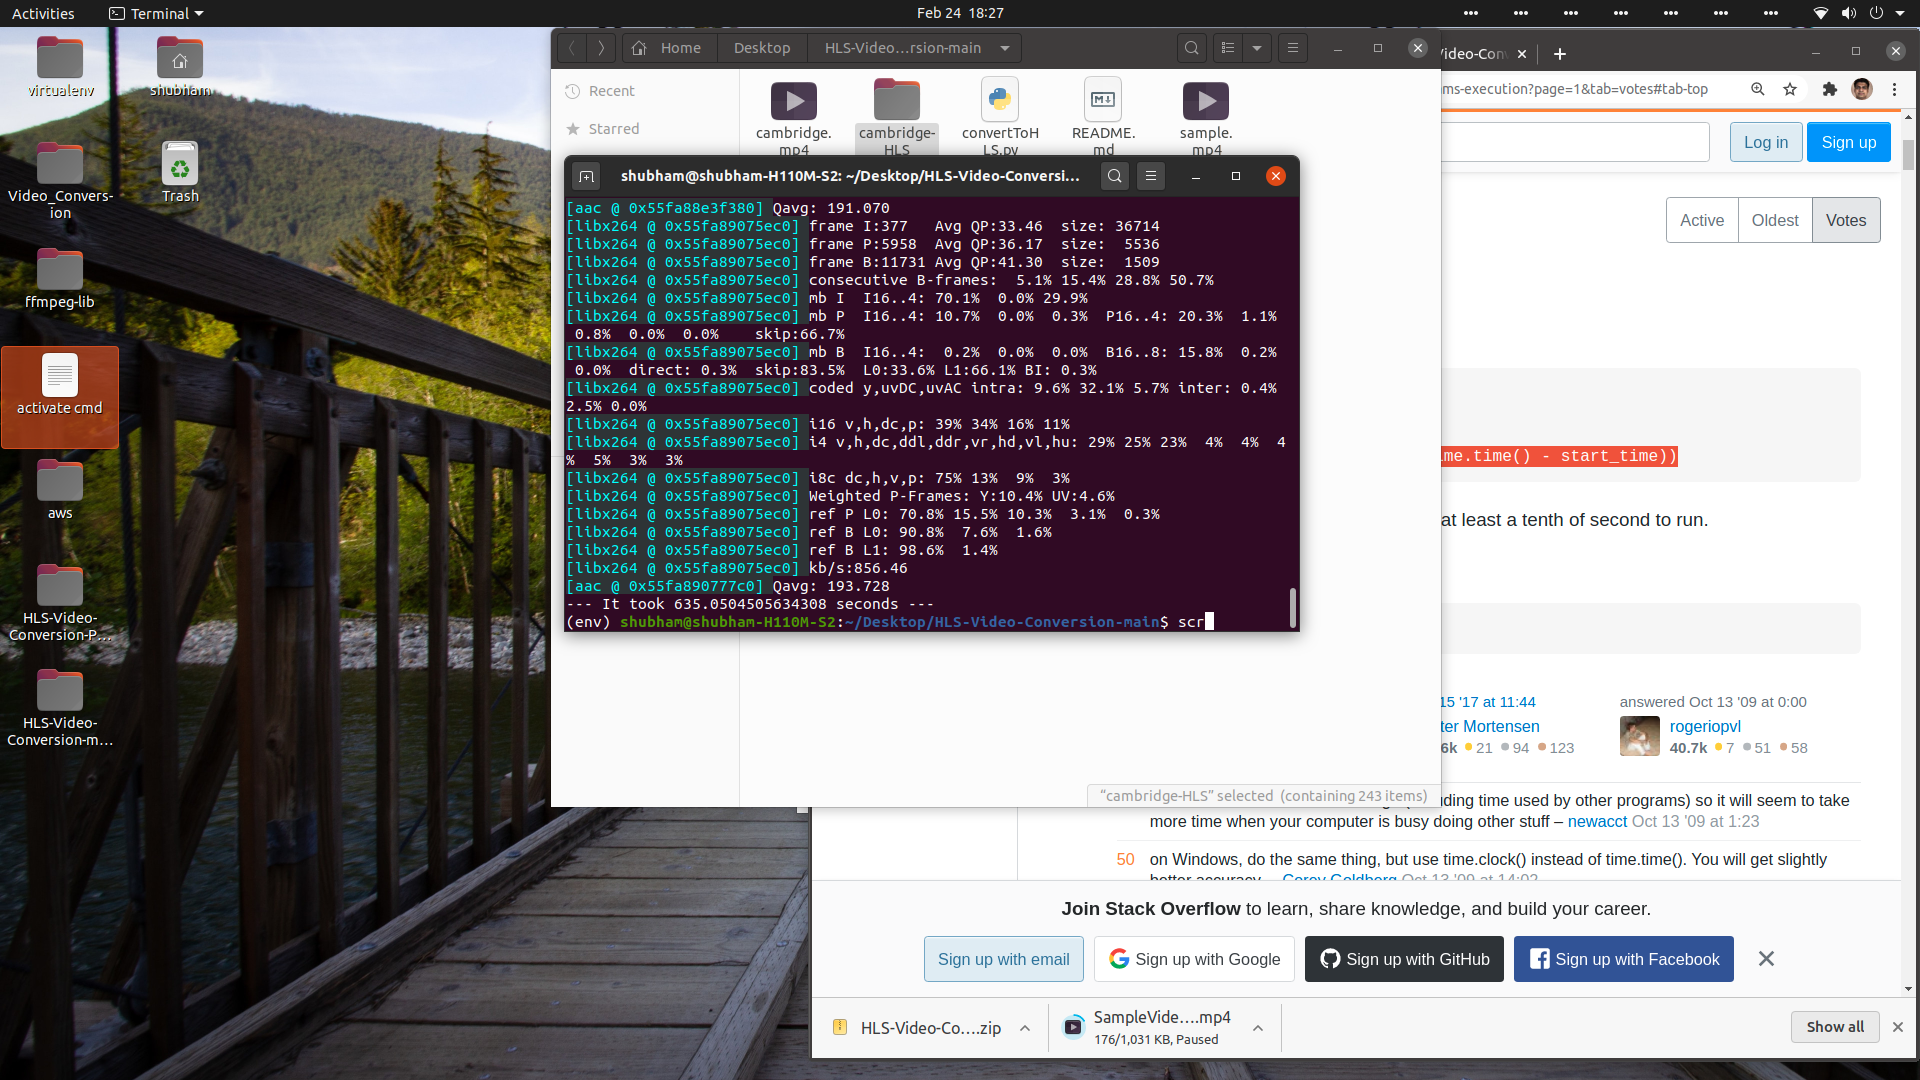 Activities
Terminal
Feb 24 18:27
virtualenv
shubham
Video_Convers-
ion
Trash
ffmpeg-lib
activate cmd
aws
HLS-Video-
Conversion-P...
HLS-Video-
Conversion-m...
Home
Desktop
HLS-Video...rsion-main
Recent
Starred
cambridge.
mp4
cambridge-
HLS
convertToH
LS.py
README.
md
sample.
mp4
shubham@shubham-H110M-S2: ~/Desktop/HLS-Video-Conversi...
[aac @ 0x55fa88e3f380] Qavg: 191.070
[libx264 @ 0x55fa89075ec0] frame I:377   Avg QP:33.46  size: 36714
[libx264 @ 0x55fa89075ec0] frame P:5958  Avg QP:36.17  size:  5536
[libx264 @ 0x55fa89075ec0] frame B:11731 Avg QP:41.30  size:  1509
[libx264 @ 0x55fa89075ec0] consecutive B-frames:  5.1% 15.4% 28.8% 50.7%
[libx264 @ 0x55fa89075ec0] mb I  I16..4: 70.1%  0.0% 29.9%
[libx264 @ 0x55fa89075ec0] mb P  I16..4: 10.7%  0.0%  0.3%  P16..4: 20.3%  1.1%
 0.8%  0.0%  0.0%    skip:66.7%
[libx264 @ 0x55fa89075ec0] mb B  I16..4:  0.2%  0.0%  0.0%  B16..8: 15.8%  0.2%
 0.0%  direct: 0.3%  skip:83.5%  L0:33.6% L1:66.1% BI: 0.3%
[libx264 @ 0x55fa89075ec0] coded y,uvDC,uvAC intra: 9.6% 32.1% 5.7% inter: 0.4%
2.5% 0.0%
[libx264 @ 0x55fa89075ec0] i16 v,h,dc,p: 39% 34% 16% 11%
[libx264 @ 0x55fa89075ec0] i4 v,h,dc,ddl,ddr,vr,hd,vl,hu: 29% 25% 23%  4%  4%  4
%  5%  3%  3%
[libx264 @ 0x55fa89075ec0] i8c dc,h,v,p: 75% 13%  9%  3%
[libx264 @ 0x55fa89075ec0] Weighted P-Frames: Y:10.4% UV:4.6%
[libx264 @ 0x55fa89075ec0] ref P L0: 70.8% 15.5% 10.3%  3.1%  0.3%
[libx264 @ 0x55fa89075ec0] ref B L0: 90.8%  7.6%  1.6%
[libx264 @ 0x55fa89075ec0] ref B L1: 98.6%  1.4%
[libx264 @ 0x55fa89075ec0] kb/s:856.46
[aac @ 0x55fa890777c0] Qavg: 193.728
--- It took 635.0504505634308 seconds ---
(env) shubham@shubham-H110M-S2:~/Desktop/HLS-Video-Conversion-main$ scr
"cambridge-HLS" selected (containing 243 items)
/ideo-Con
ms-execution?page=1&tab=votes#tab-top
Log in
Sign up
Active
Oldest
Votes
me.time() - start_time))
at least a tenth of second to run.
15 '17 at 11:44
ter Mortensen
6k 21 94 123
answered Oct 13 '09 at 0:00
rogeriopvl
40.7k 7 51 58
ding time used by other programs) so it will seem to take
more time when your computer is busy doing other stuff – newacct Oct 13 '09 at 1:23
50 on Windows, do the same thing, but use time.clock() instead of time.time(). You will get slightly
better accuracy. – Corey Goldberg Oct 13 '09 at 14:02
Join Stack Overflow to learn, share knowledge, and build your career.
Sign up with email
Sign up with Google
Sign up with GitHub
Sign up with Facebook
HLS-Video-Co....zip
SampleVide....mp4
176/1,031 KB, Paused
Show all